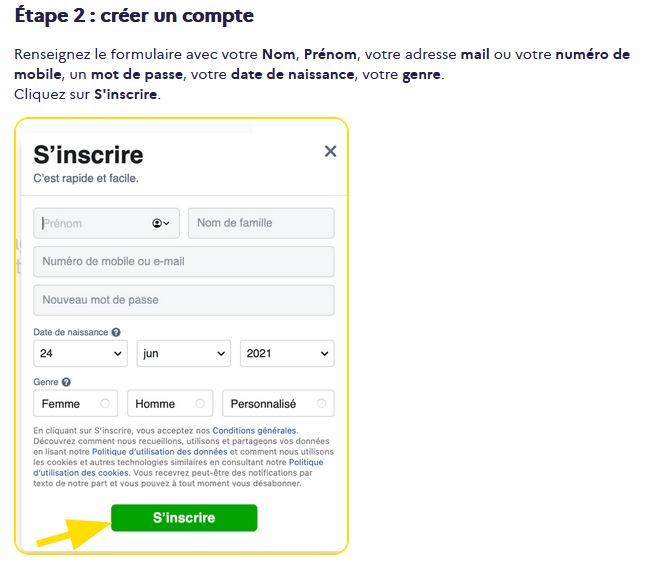 Étape 2 : créer un compte
Renseignez le formulaire avec votre Nom, Prénom, votre adresse mail ou votre numéro de
mobile, un mot de passe, votre date de naissance, votre genre.
Cliquez sur S'inscrire.
S’inscrire
C’est rapide et facile.
Prénom Nom de famille
Numéro de mobile ou e-mail
Nouveau mot de passe
Date de naissance
24 jun 2021
Genre
Femme Homme Personnalisé
En cliquant sur S’inscrire, vous acceptez nos Conditions générales.
Découvrez comment nous recueillons, utilisons et partageons vos données
en lisant notre Politique d’utilisation des données et comment nous utilisons
les cookies et autres technologies similaires en consultant notre Politique
d’utilisation des cookies. Vous recevrez peut-être des notifications par
texto de notre part et vous pouvez à tout moment vous désabonner.
S’inscrire